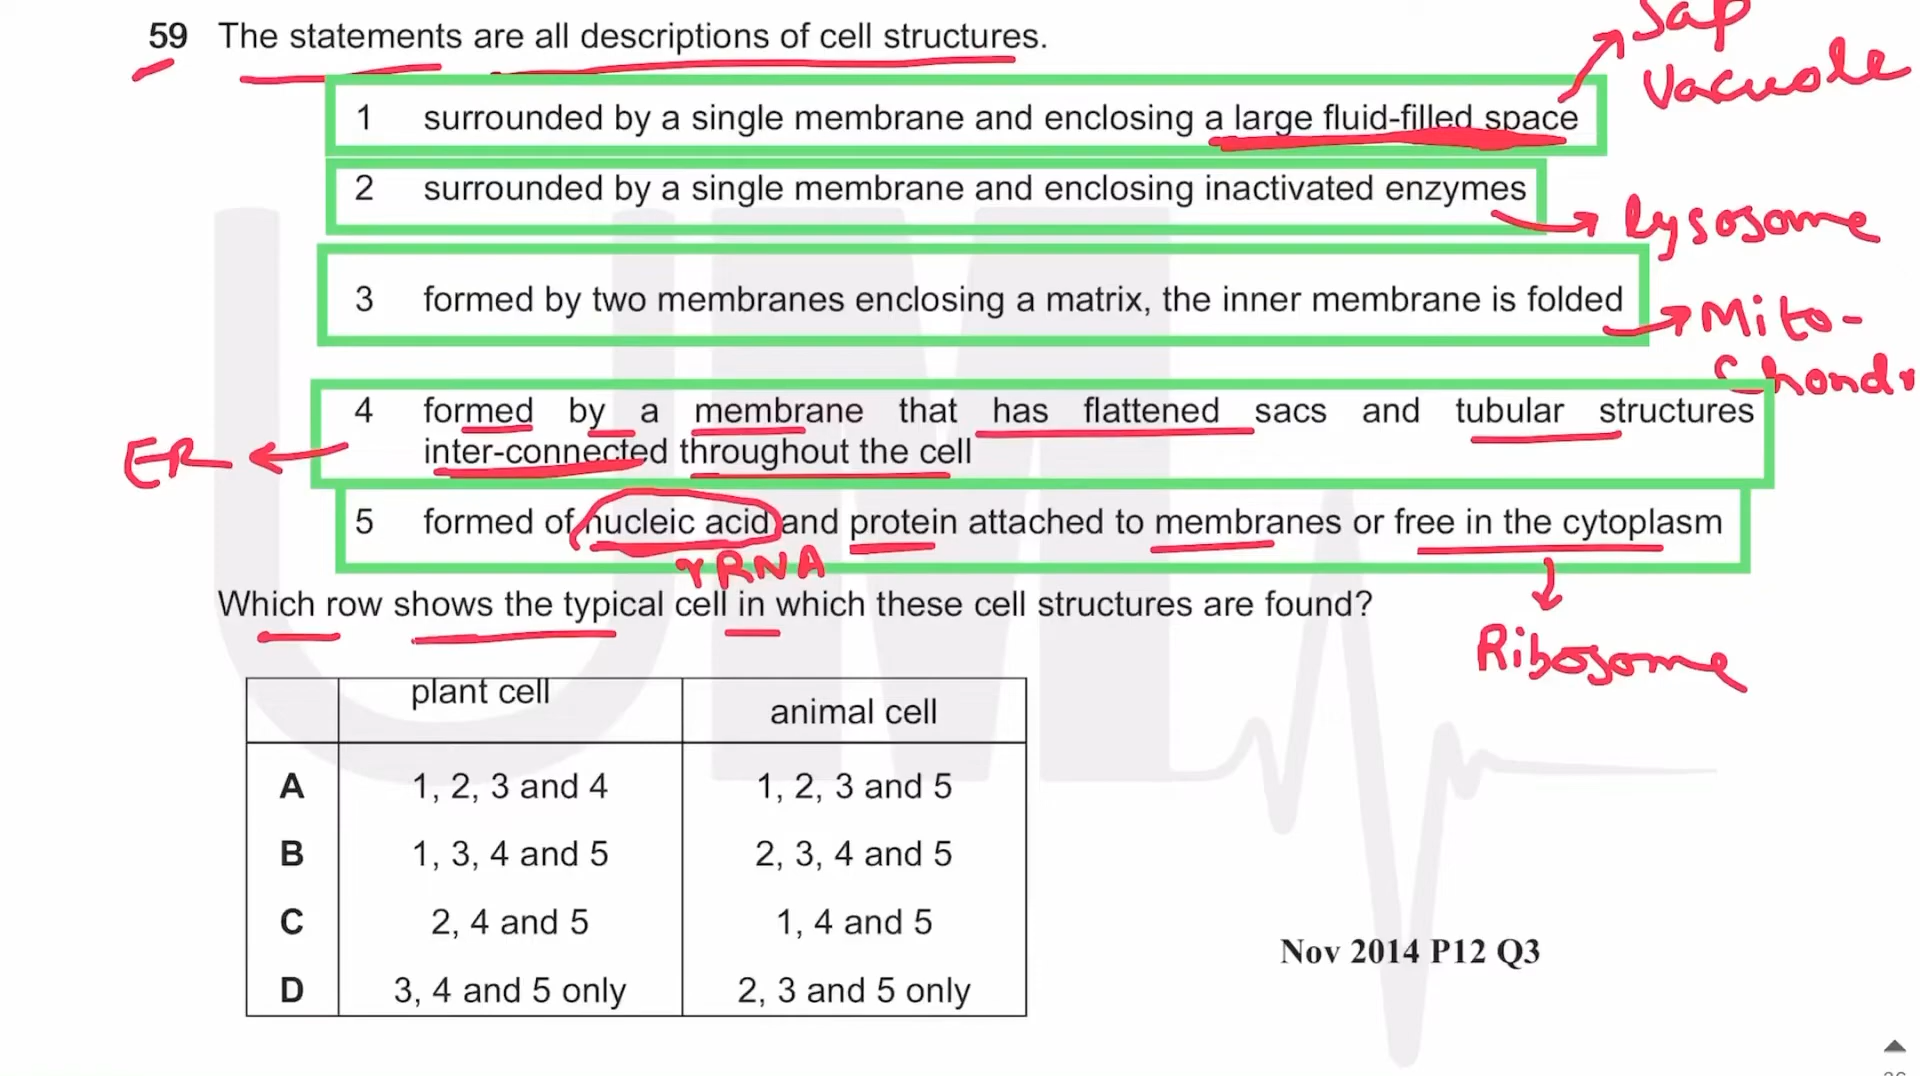 59 The statements are all descriptions of cell structures.
Sap
Vacuole
1 surrounded by a single membrane and enclosing a large fluid-filled space
2 surrounded by a single membrane and enclosing inactivated enzymes
lysosome
3 formed by two membranes enclosing a matrix, the inner membrane is folded
Mito-
4 formed by a membrane that has flattened sacs and tubular structures
inter-connected throughout the cell
ER
5 formed of nucleic acid and protein attached to membranes or free in the cytoplasm
rRNA
Which row shows the typical cell in which these cell structures are found?
Ribosome
plant cell animal cell
A 1, 2, 3 and 4 1, 2, 3 and 5
B 1, 3, 4 and 5 2, 3, 4 and 5
C 2, 4 and 5 1, 4 and 5
D 3, 4 and 5 only 2, 3 and 5 only
Nov 2014 P12 Q3